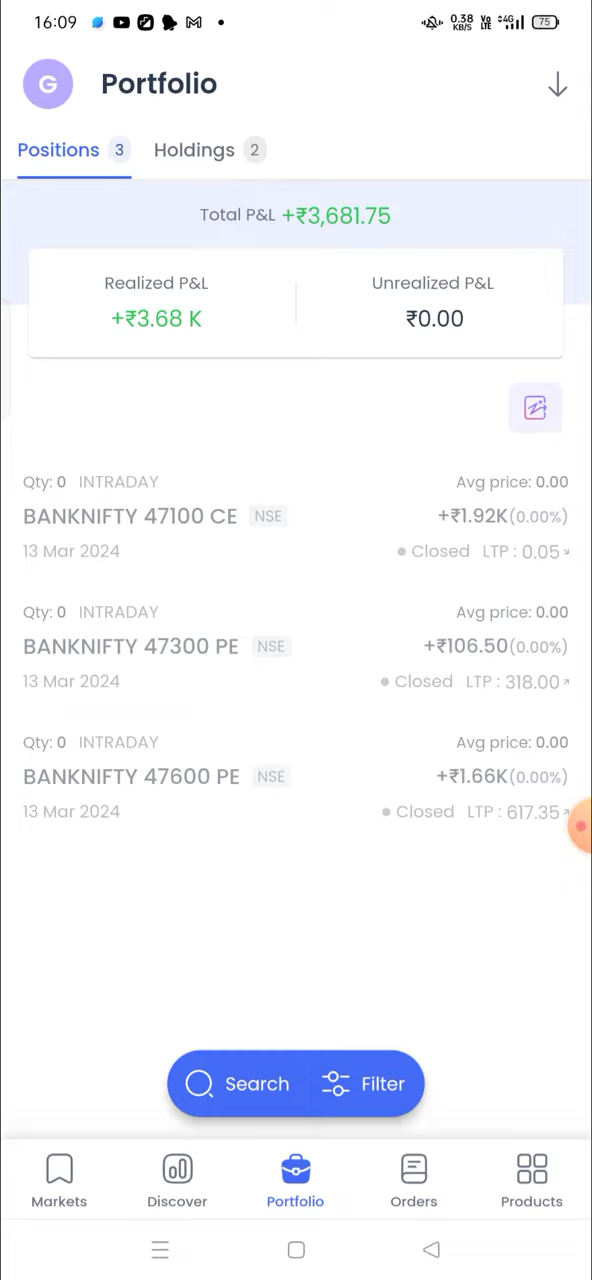 16:09 0.38 KB/S Vo LTE 4G 75
G Portfolio
Positions 3 Holdings 2
Total P&L +₹3,681.75
Realized P&L Unrealized P&L
+₹3.68 K ₹0.00
Qty: 0 INTRADAY Avg price: 0.00
BANKNIFTY 47100 CE NSE +₹1.92K(0.00%)
13 Mar 2024 Closed LTP : 0.05
Qty: 0 INTRADAY Avg price: 0.00
BANKNIFTY 47300 PE NSE +₹106.50(0.00%)
13 Mar 2024 Closed LTP : 318.00
Qty: 0 INTRADAY Avg price: 0.00
BANKNIFTY 47600 PE NSE +₹1.66K(0.00%)
13 Mar 2024 Closed LTP : 617.35
Search Filter
Markets Discover Portfolio Orders Products